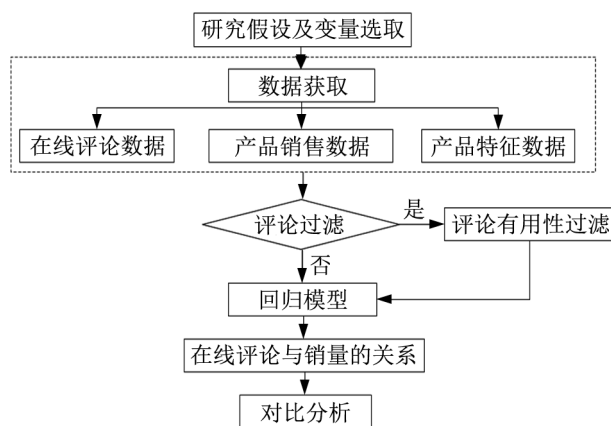 研究假设及变量选取
数据获取
在线评论数据
产品销售数据
产品特征数据
评论过滤
是
评论有用性过滤
否
回归模型
在线评论与销量的关系
对比分析